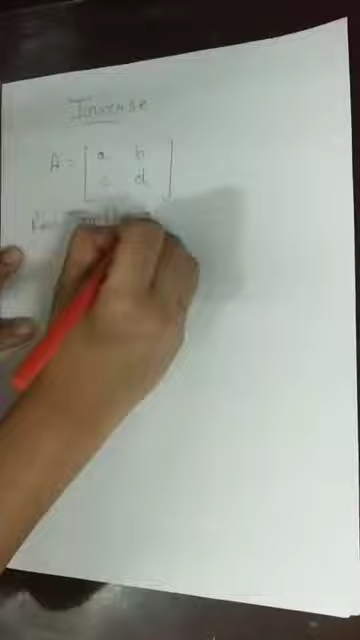 Inverse
A = [ a b
c d ]